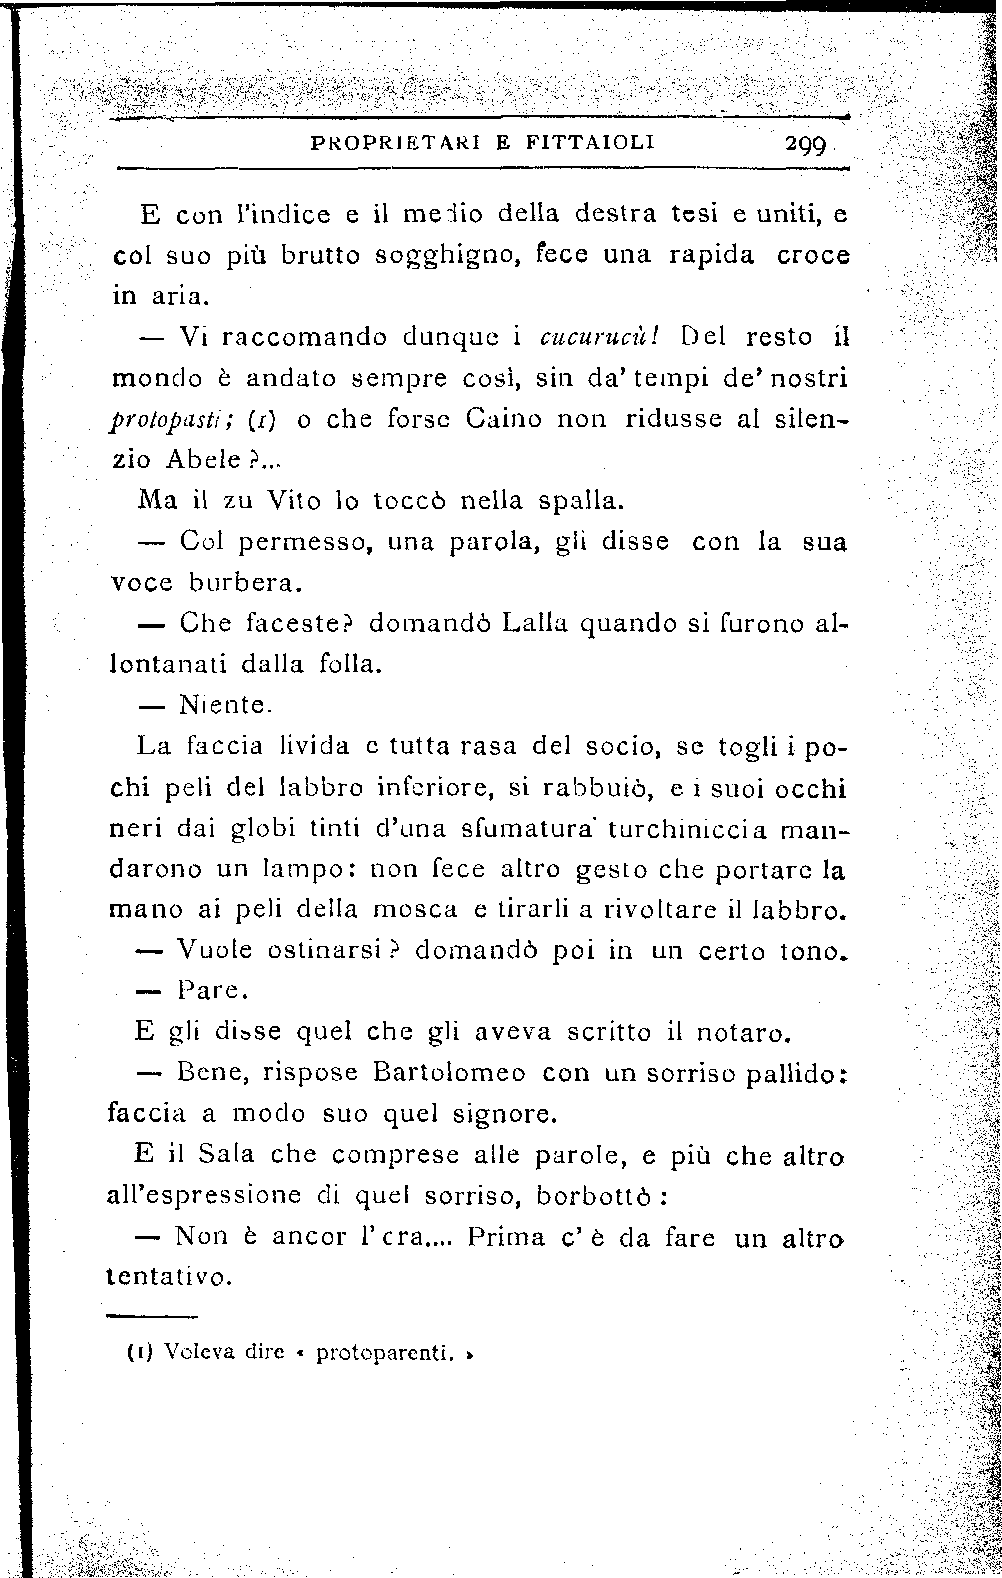 PROPRIETARI E FITTAIOLI 299
E con l'indice e il medio della destra tesi e uniti, e
col suo più brutto sogghigno, fece una rapida croce
in aria.
— Vi raccomando dunque i cucurucù! Del resto il
mondo è andato sempre così, sin da' tempi de' nostri
protopasti; (1) o che forse Caino non ridusse al silen-
zio Abele?...
Ma il zu Vito lo toccò nella spalla.
— Col permesso, una parola, gli disse con la sua
voce burbera.
— Che faceste? domandò Lalla quando si furono al-
lontanati dalla folla.
— Niente.
La faccia livida e tutta rasa del socio, se togli i po-
chi peli del labbro inferiore, si rabbuiò, e i suoi occhi
neri dai globi tinti d'una sfumatura turchiniccia man-
darono un lampo: non fece altro gesto che portare la
mano ai peli della mosca e tirarli a rivoltare il labbro.
— Vuole ostinarsi? domandò poi in un certo tono.
— Pare.
E gli disse quel che gli aveva scritto il notaro.
— Bene, rispose Bartolomeo con un sorriso pallido:
faccia a modo suo quel signore.
E il Sala che comprese alle parole, e più che altro
all'espressione di quel sorriso, borbottò:
— Non è ancor l'ora.... Prima c'è da fare un altro
tentativo.
(1) Voleva dire « protoparenti. »